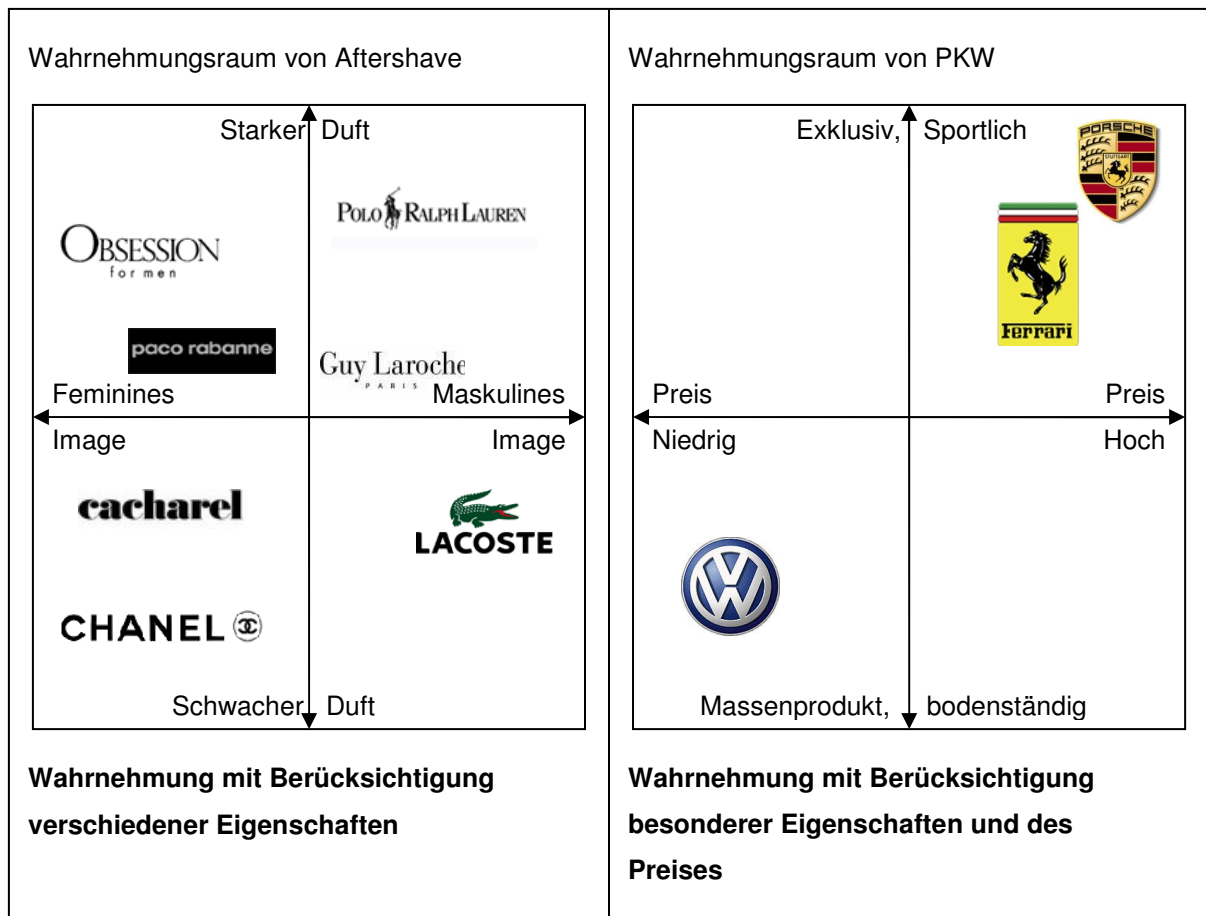 Wahrnehmungsraum von Aftershave
Starker Duft
POLO RALPH LAUREN
OBSESSION
for men
paco rabanne
Guy Laroche
PARIS
Feminines Maskulines
Image Image
cacharel
LACOSTE
CHANEL
Schwacher Duft
Wahrnehmung mit Berücksichtigung
verschiedener Eigenschaften
Wahrnehmungsraum von PKW
Exklusiv, Sportlich
PORSCHE
STUTTGART
Ferrari
Preis Preis
Niedrig Hoch
VW
Massenprodukt, bodenständig
Wahrnehmung mit Berücksichtigung
besonderer Eigenschaften und des
Preises